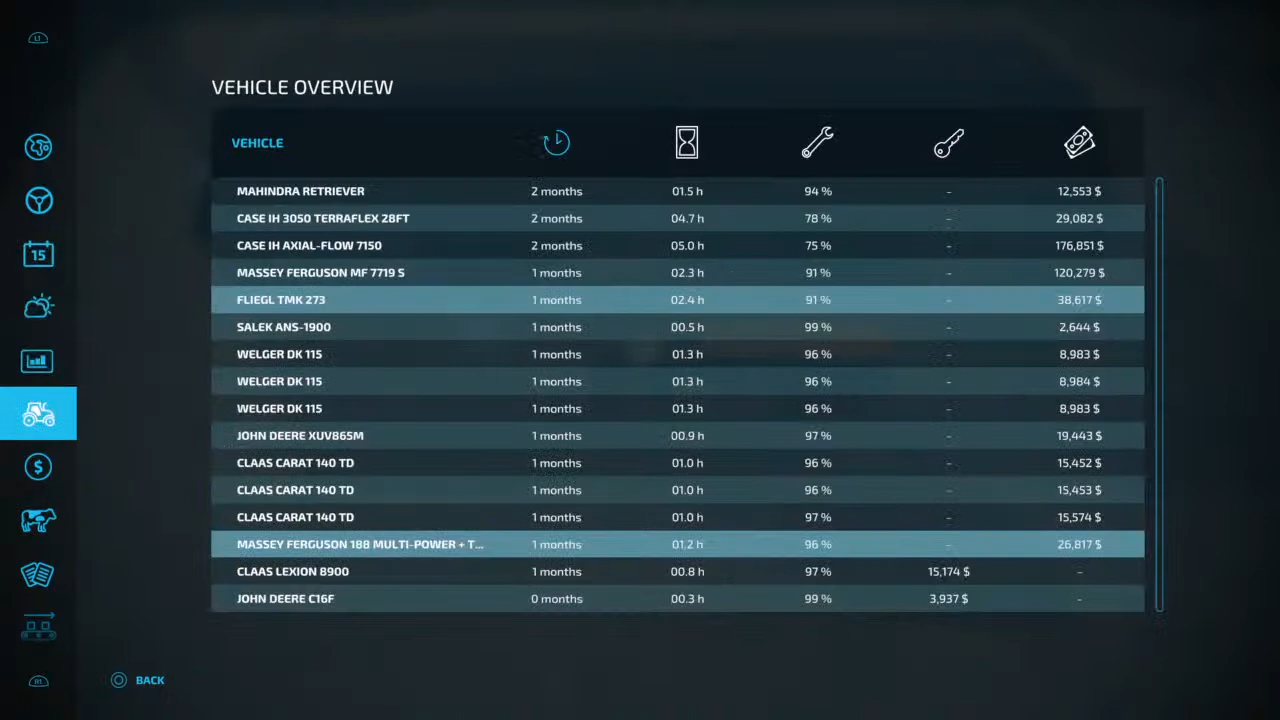 L1
VEHICLE OVERVIEW
VEHICLE
MAHINDRA RETRIEVER 2 months 01.5 h 94 % - 12,553 $
CASE IH 3050 TERRAFLEX 28FT 2 months 04.7 h 78 % - 29,082 $
15 CASE IH AXIAL-FLOW 7150 2 months 05.0 h 75 % - 176,851 $
MASSEY FERGUSON MF 7719 S 1 months 02.3 h 91 % - 120,279 $
FLIEGL TMK 273 1 months 02.4 h 91 % - 38,617 $
SALEK ANS-1900 1 months 00.5 h 99 % - 2,644 $
WELGER DK 115 1 months 01.3 h 96 % - 8,983 $
WELGER DK 115 1 months 01.3 h 96 % - 8,984 $
WELGER DK 115 1 months 01.3 h 96 % - 8,983 $
JOHN DEERE XUV865M 1 months 00.9 h 97 % - 19,443 $
$ CLAAS CARAT 140 TD 1 months 01.0 h 96 % - 15,452 $
CLAAS CARAT 140 TD 1 months 01.0 h 96 % - 15,453 $
CLAAS CARAT 140 TD 1 months 01.0 h 97 % - 15,574 $
MASSEY FERGUSON 188 MULTI-POWER + T... 1 months 01.2 h 96 % - 26,817 $
CLAAS LEXION 8900 1 months 00.8 h 97 % 15,174 $ -
JOHN DEERE C16F 0 months 00.3 h 99 % 3,937 $ -
R1 BACK